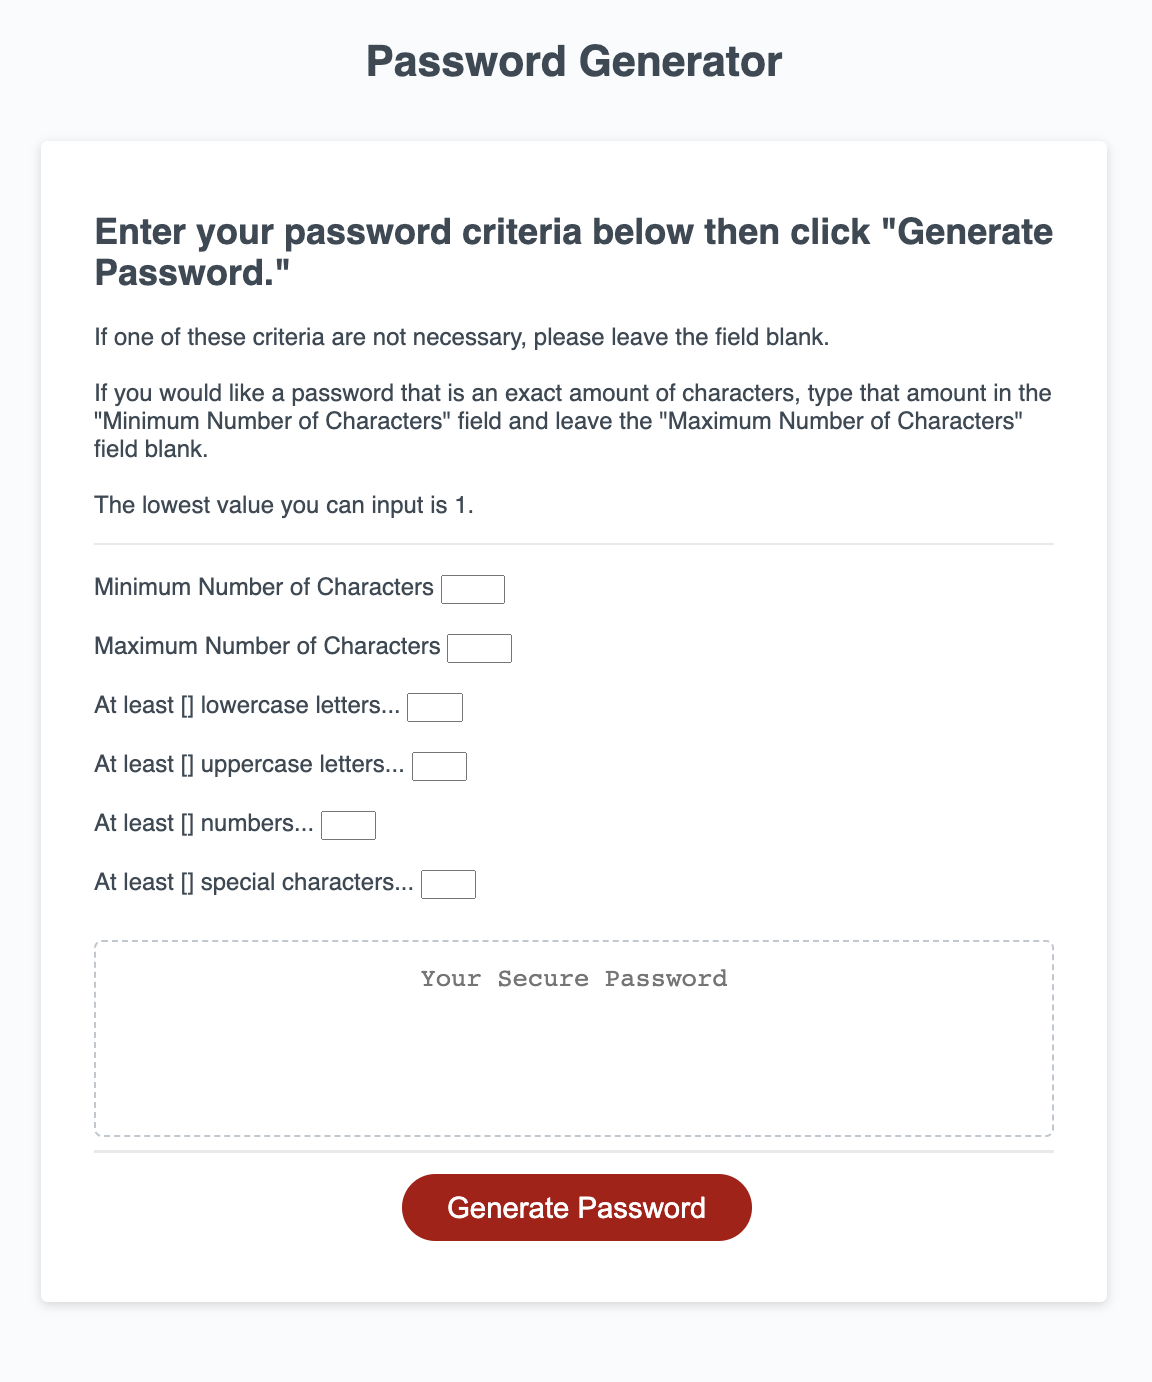 Password Generator
Enter your password criteria below then click "Generate
Password."
If one of these criteria are not necessary, please leave the field blank.
If you would like a password that is an exact amount of characters, type that amount in the
"Minimum Number of Characters" field and leave the "Maximum Number of Characters"
field blank.
The lowest value you can input is 1.
Minimum Number of Characters
Maximum Number of Characters
At least [] lowercase letters...
At least [] uppercase letters...
At least [] numbers...
At least [] special characters...
Your Secure Password
Generate Password